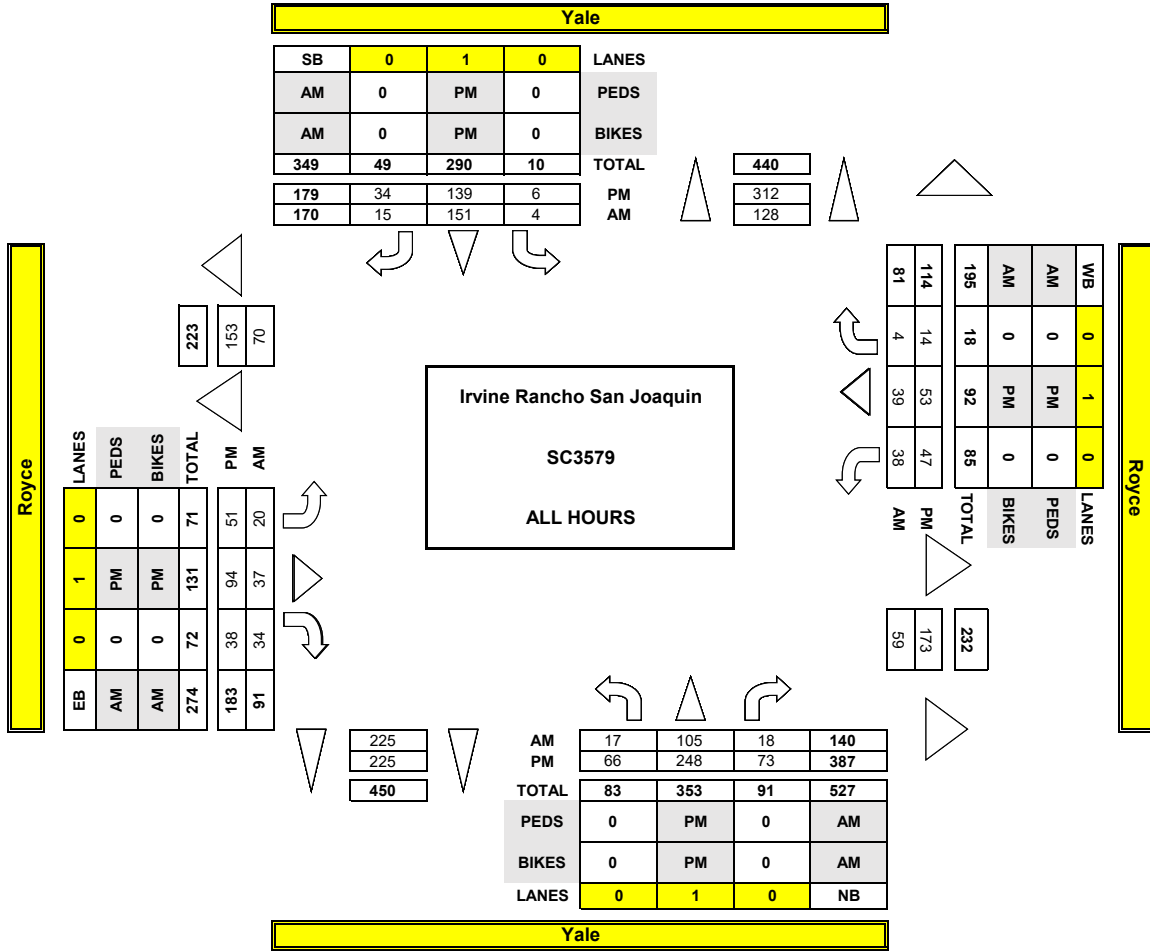 Yale
SB 0 1 0 LANES
AM 0 PM 0 PEDS
AM 0 PM 0 BIKES
349 49 290 10 TOTAL
179 34 139 6 PM
170 15 151 4 AM
440
312
128
Royce
223
153
70
LANES 0 1 0 EB
PEDS 0 PM 0 AM
BIKES 0 PM 0 AM
TOTAL 71 131 72 274
PM 51 94 38 183
AM 20 37 34 91
Irvine Rancho San Joaquin
SC3579
ALL HOURS
WB 0 1 0 LANES
AM 0 PM 0 PEDS
AM 0 PM 0 BIKES
195 18 92 85 TOTAL
114 14 53 47 PM
81 4 39 38 AM
Royce
232
173
59
225
225
450
AM 17 105 18 140
PM 66 248 73 387
TOTAL 83 353 91 527
PEDS 0 PM 0 AM
BIKES 0 PM 0 AM
LANES 0 1 0 NB
Yale